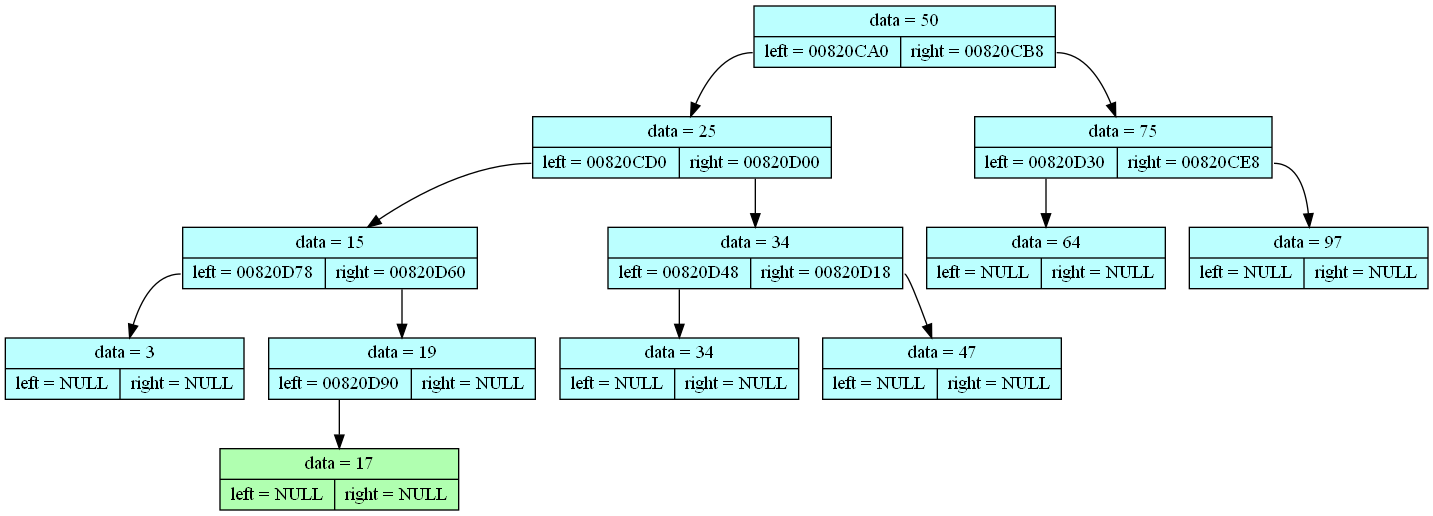 data = 50
left = 00820CA0 right = 00820CB8
data = 25
left = 00820CD0 right = 00820D00
data = 75
left = 00820D30 right = 00820CE8
data = 15
left = 00820D78 right = 00820D60
data = 34
left = 00820D48 right = 00820D18
data = 64
left = NULL right = NULL
data = 97
left = NULL right = NULL
data = 3
left = NULL right = NULL
data = 19
left = 00820D90 right = NULL
data = 34
left = NULL right = NULL
data = 47
left = NULL right = NULL
data = 17
left = NULL right = NULL